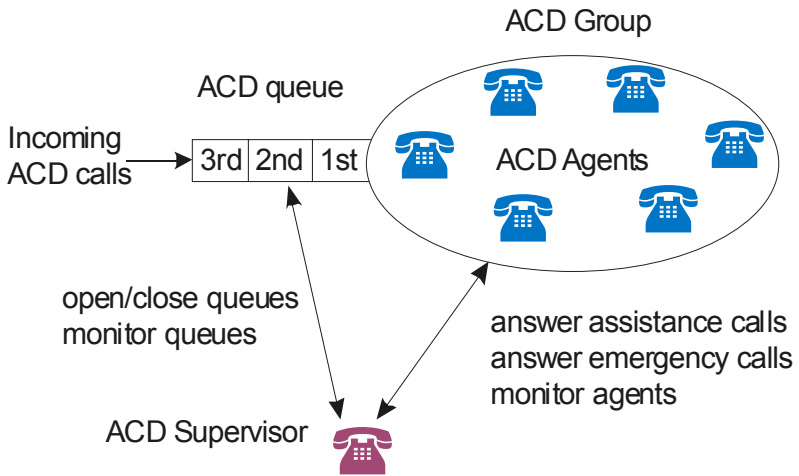 ACD Group
ACD queue
Incoming
ACD calls
3rd 2nd 1st
ACD Agents
open/close queues
monitor queues
answer assistance calls
answer emergency calls
monitor agents
ACD Supervisor